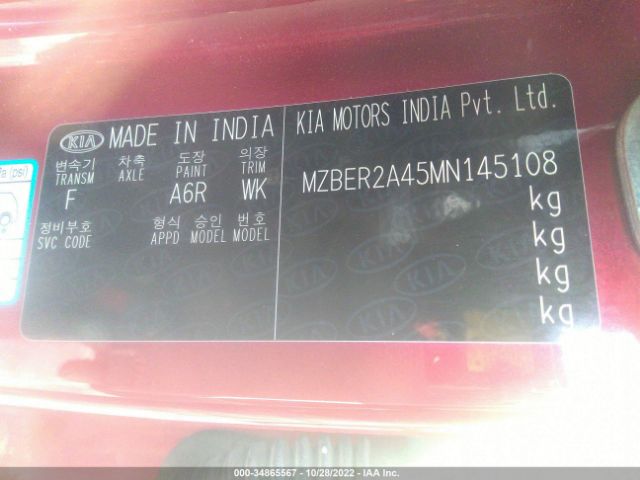 KIA MADE IN INDIA
변속기 차축 도장 의장
TRANSM AXLE PAINT TRIM
F A6R WK
정비부호 형식 승인 번호
SVC CODE APPD MODEL MODEL
KIA MOTORS INDIA Pvt. Ltd.
MZBER2A45MN145108
kg
kg
kg
kg
(DSI)
000-34865567 - 10/28/2022 - IAA Inc.